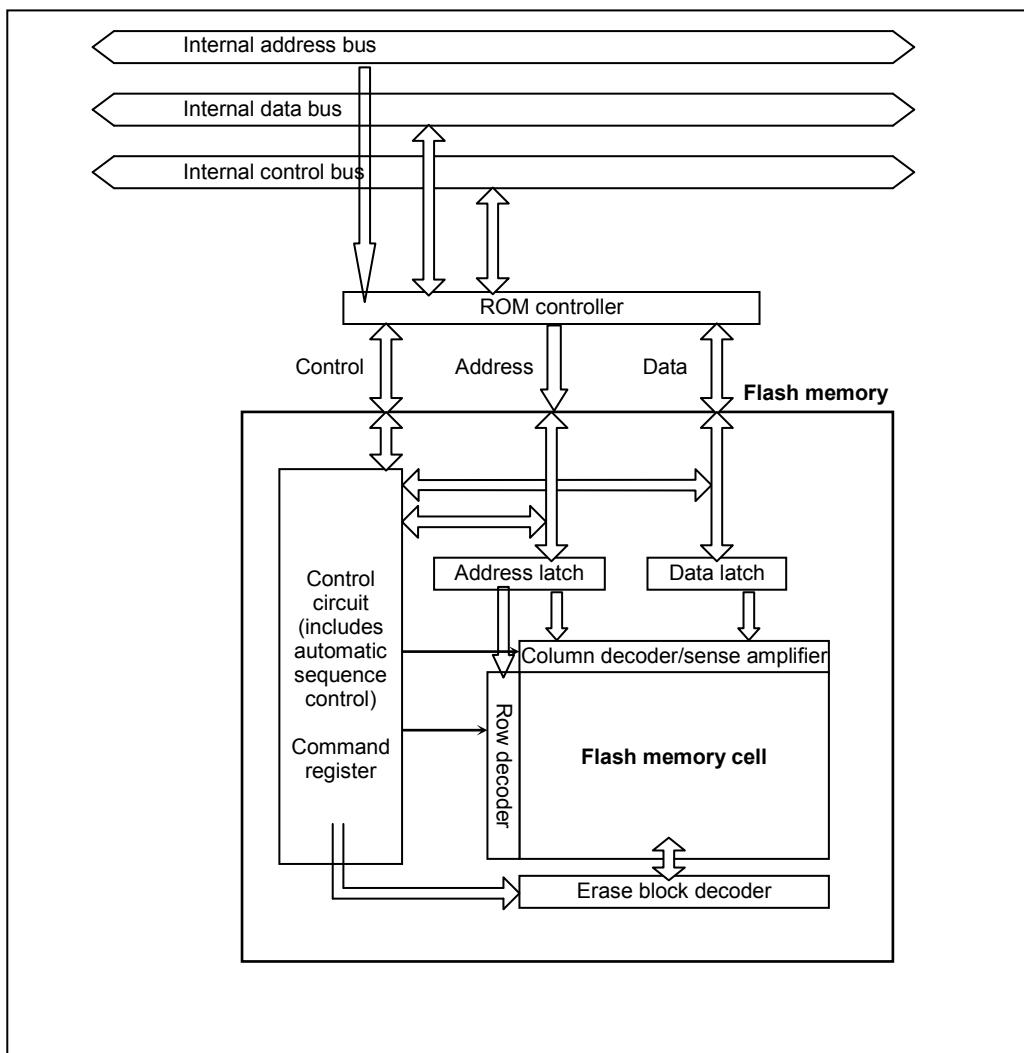 Internal address bus
Internal data bus
Internal control bus
ROM controller
Control
Address
Data
Flash memory
Address latch
Data latch
Control
circuit
(includes
automatic
sequence
control)
Command
register
Column decoder/sense amplifier
Row decoder
Flash memory cell
Erase block decoder